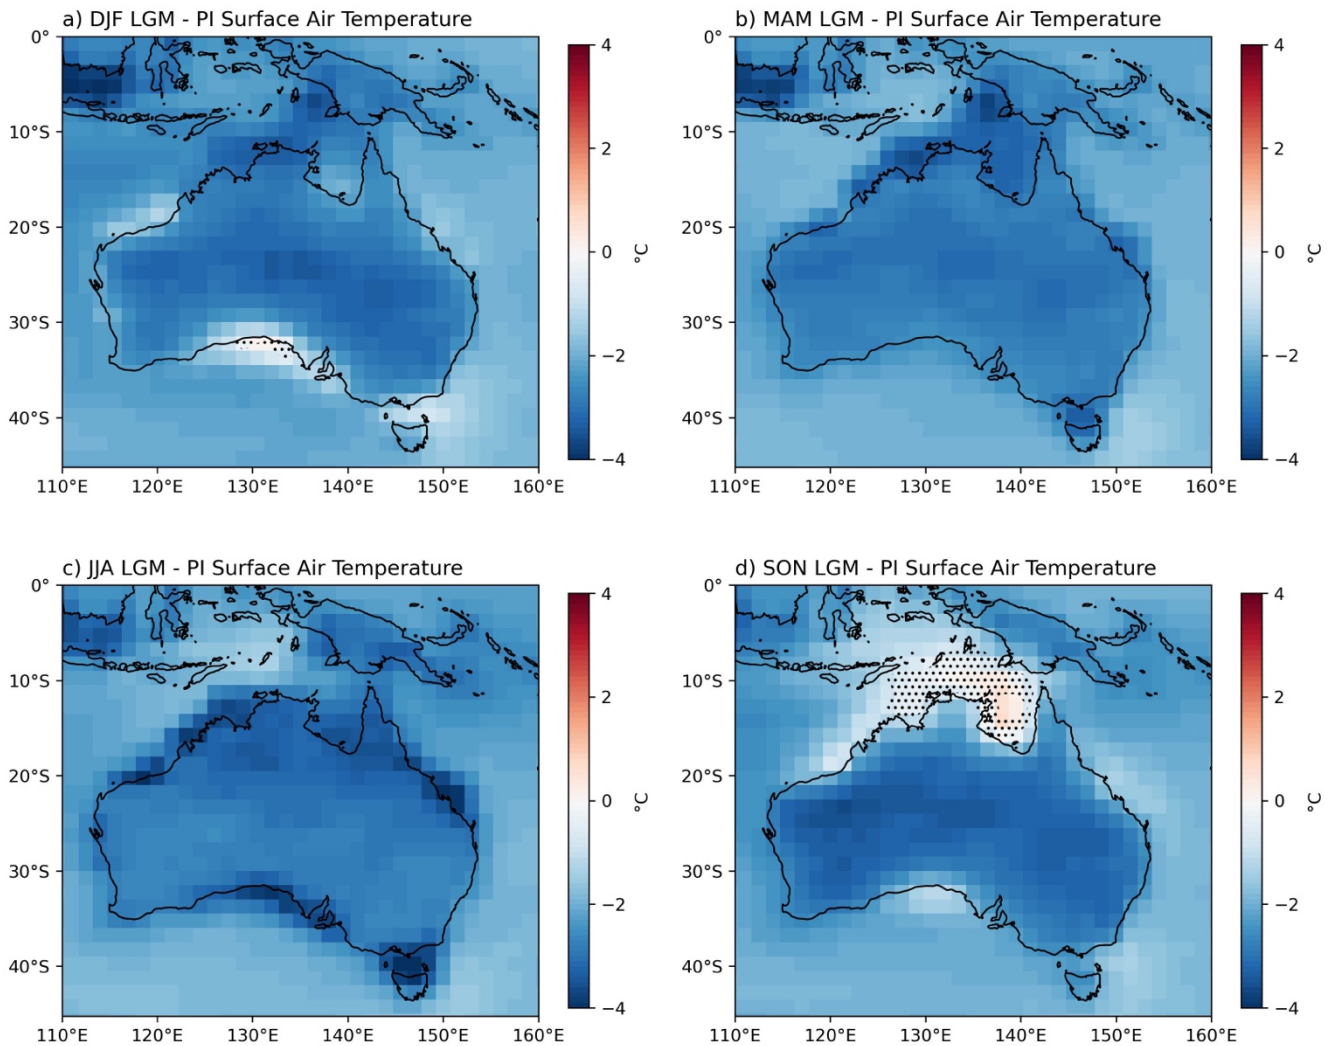 a) DJF LGM - PI Surface Air Temperature
0°
10°S
20°S
30°S
40°S
110°E 120°E 130°E 140°E 150°E 160°E
4
2
0
−2
−4
°C
b) MAM LGM - PI Surface Air Temperature
0°
10°S
20°S
30°S
40°S
110°E 120°E 130°E 140°E 150°E 160°E
4
2
0
−2
−4
°C
c) JJA LGM - PI Surface Air Temperature
0°
10°S
20°S
30°S
40°S
110°E 120°E 130°E 140°E 150°E 160°E
4
2
0
−2
−4
°C
d) SON LGM - PI Surface Air Temperature
0°
10°S
20°S
30°S
40°S
110°E 120°E 130°E 140°E 150°E 160°E
4
2
0
−2
−4
°C